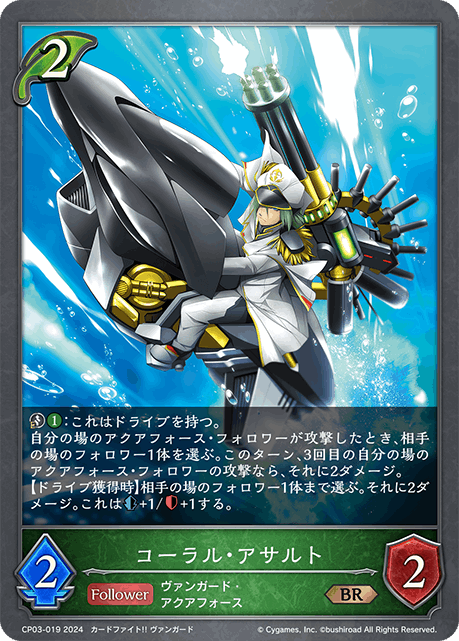 2
1:これはドライブを持つ。
自分の場のアクアフォース・フォロワーが攻撃したとき、相手
の場のフォロワー1体を選ぶ。このターン、3回目の自分の場の
アクアフォース・フォロワーの攻撃なら、それに2ダメージ。
【ドライブ獲得時】相手の場のフォロワー1体まで選ぶ。それに2ダ
メージ。これは+1/+1する。
コーラル・アサルト
2
Follower
ヴァンガード・
アクアフォース
BR
2
CP03-019 2024 カードファイト!! ヴァンガード
© Cygames, Inc. ©bushiroad All Rights Reserved.